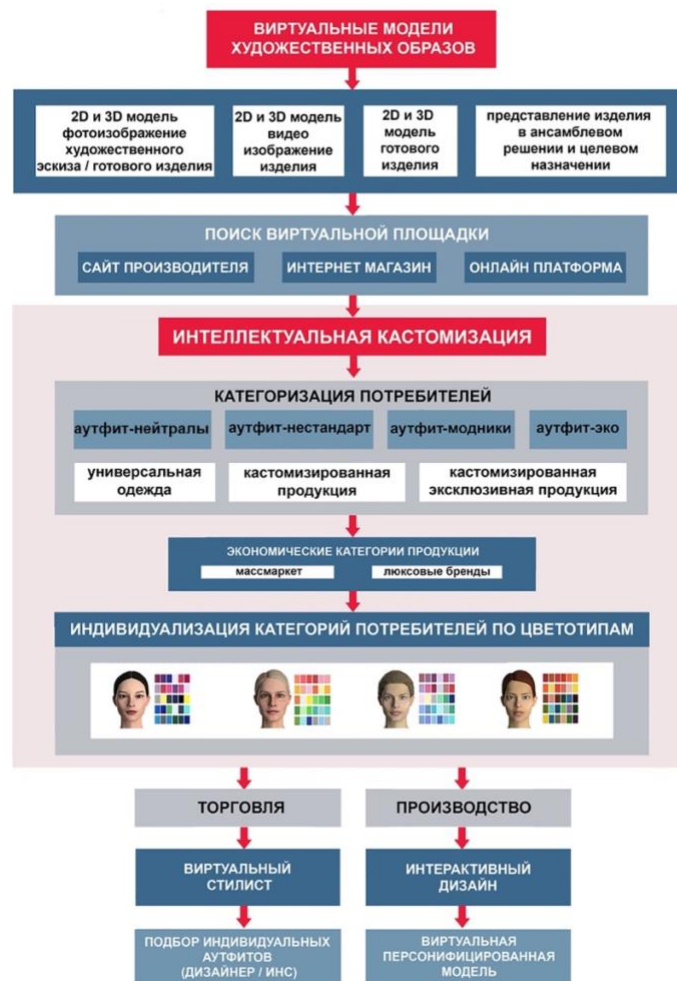 ВИРТУАЛЬНЫЕ МОДЕЛИ
ХУДОЖЕСТВЕННЫХ ОБРАЗОВ
2D и 3D модель
фотоизображение
художественного
эскиза / готового изделия
2D и 3D модель
видео
изображение
изделия
2D и 3D
модель
готового
изделия
представление изделия
в ансамблевом
решении и целевом
назначении
ПОИСК ВИРТУАЛЬНОЙ ПЛОЩАДКИ
САЙТ ПРОИЗВОДИТЕЛЯ
ИНТЕРНЕТ МАГАЗИН
ОНЛАЙН ПЛАТФОРМА
ИНТЕЛЛЕКТУАЛЬНАЯ КАСТОМИЗАЦИЯ
КАТЕГОРИЗАЦИЯ ПОТРЕБИТЕЛЕЙ
аутфит-нейтралы
аутфит-нестандарт
аутфит-модники
аутфит-эко
универсальная
одежда
кастомизированная
продукция
кастомизированная
эксклюзивная продукция
ЭКОНОМИЧЕСКИЕ КАТЕГОРИИ ПРОДУКЦИИ
массмаркет
люксовые бренды
ИНДИВИДУАЛИЗАЦИЯ КАТЕГОРИЙ ПОТРЕБИТЕЛЕЙ ПО ЦВЕТОТИПАМ
ТОРГОВЛЯ
ПРОИЗВОДСТВО
ВИРТУАЛЬНЫЙ
СТИЛИСТ
ИНТЕРАКТИВНЫЙ
ДИЗАЙН
ПОДБОР ИНДИВИДУАЛЬНЫХ
АУТФИТОВ
(ДИЗАЙНЕР / ИНС)
ВИРТУАЛЬНАЯ
ПЕРСОНИФИЦИРОВАННАЯ
МОДЕЛЬ